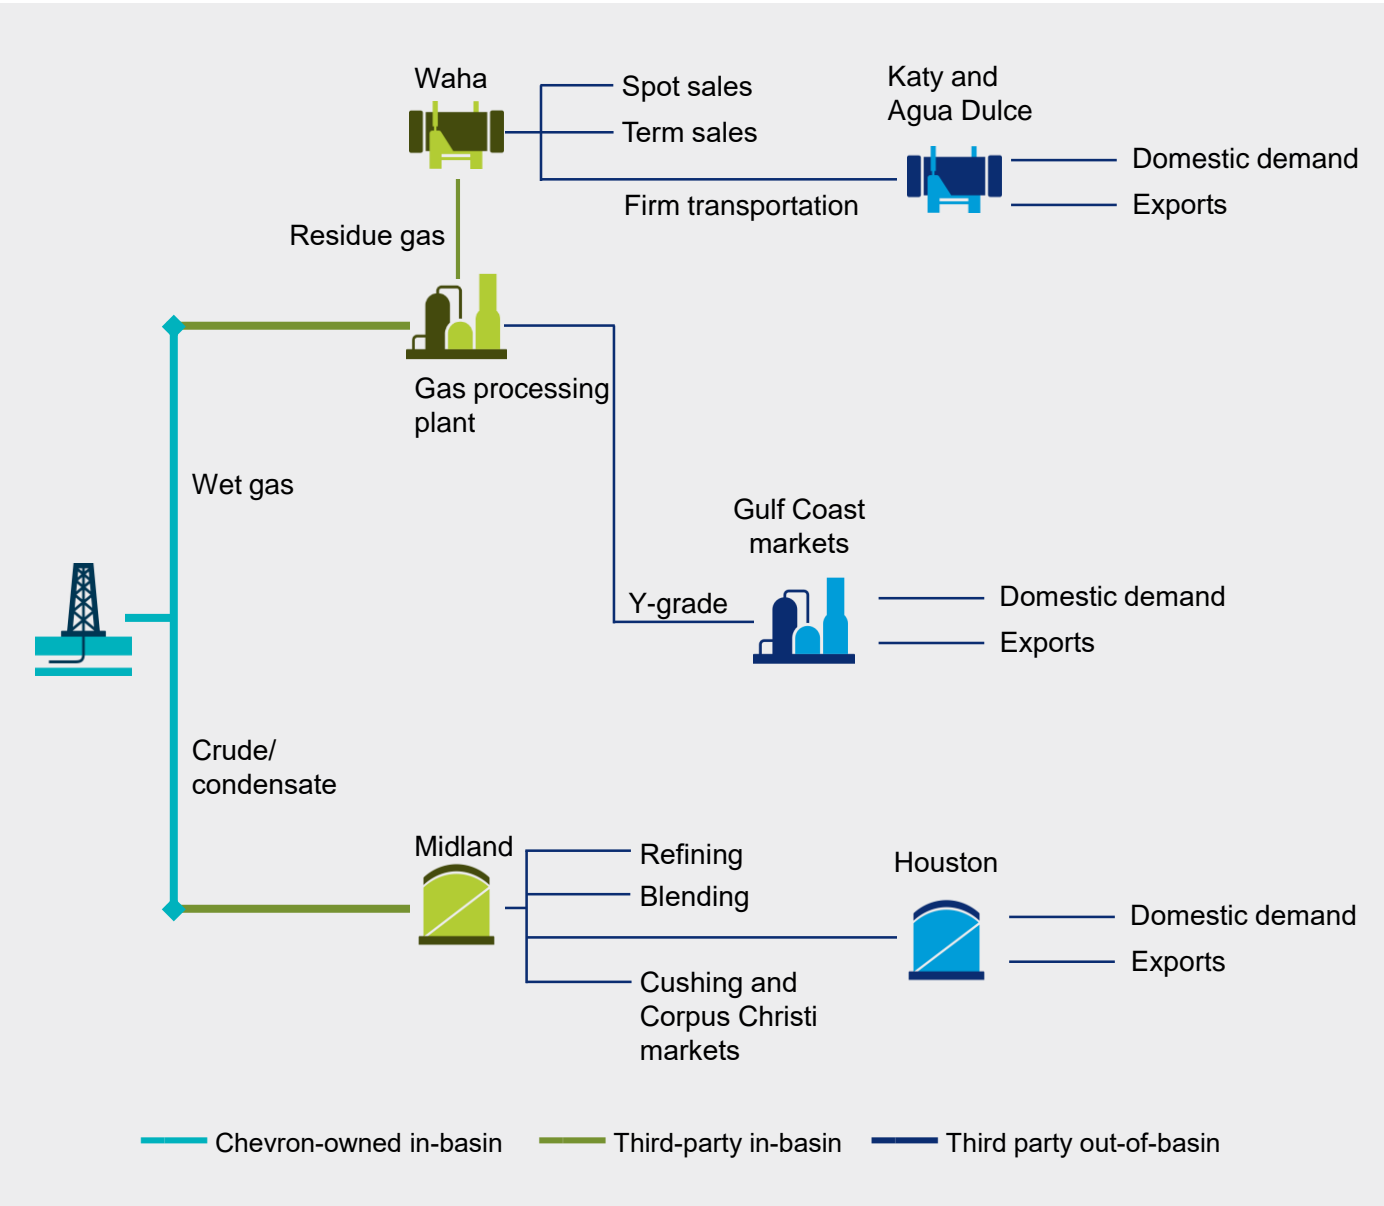 Waha
Spot sales
Term sales
Firm transportation
Katy and
Agua Dulce
Domestic demand
Exports
Residue gas
Gas processing
plant
Wet gas
Gulf Coast
markets
Y-grade
Domestic demand
Exports
Crude/
condensate
Midland
Refining
Blending
Cushing and
Corpus Christi
markets
Houston
Domestic demand
Exports
Chevron-owned in-basin
Third-party in-basin
Third party out-of-basin